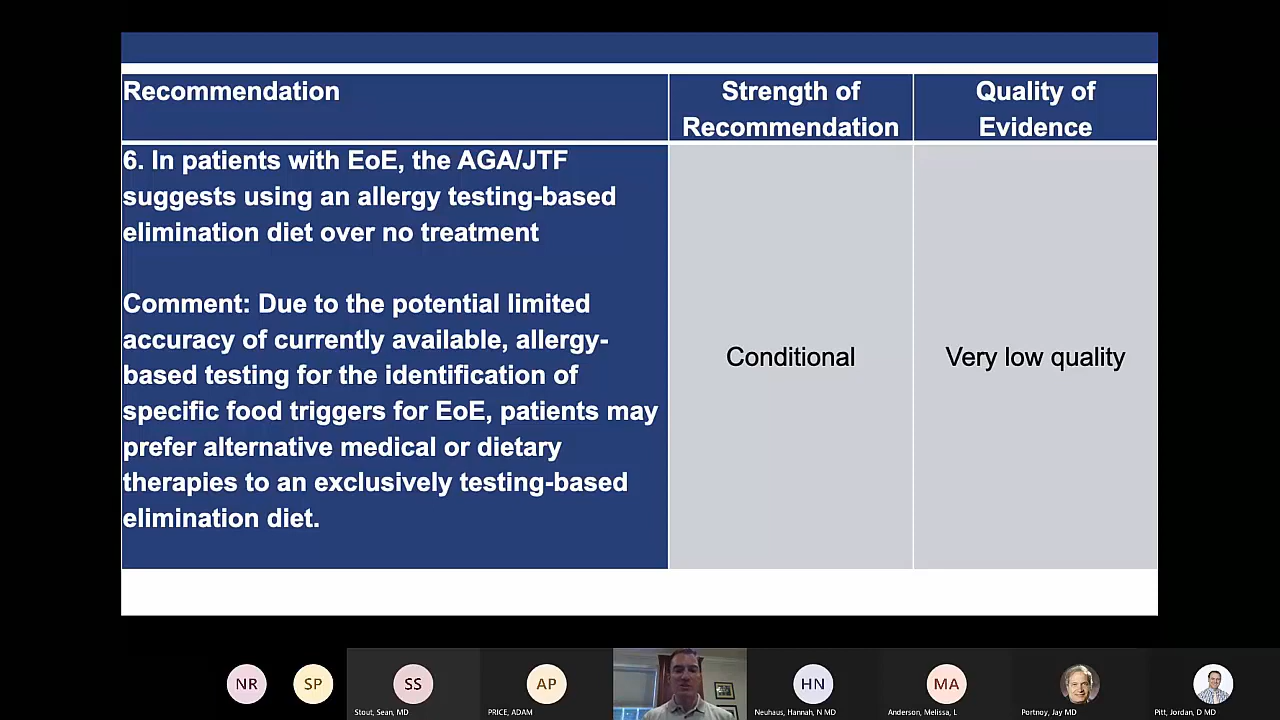 Recommendation
Strength of
Recommendation
Quality of
Evidence
6. In patients with EoE, the AGA/JTF
suggests using an allergy testing-based
elimination diet over no treatment
Comment: Due to the potential limited
accuracy of currently available, allergy-
based testing for the identification of
specific food triggers for EoE, patients may
prefer alternative medical or dietary
therapies to an exclusively testing-based
elimination diet.
Conditional
Very low quality
NR
SP
SS
AP
HN
MA
Stout, Sean, MD
PRICE, ADAM
Neuhaus, Hannah, N MD
Anderson, Melissa, L
Portnoy, Jay MD
Pitt, Jordan, D MD